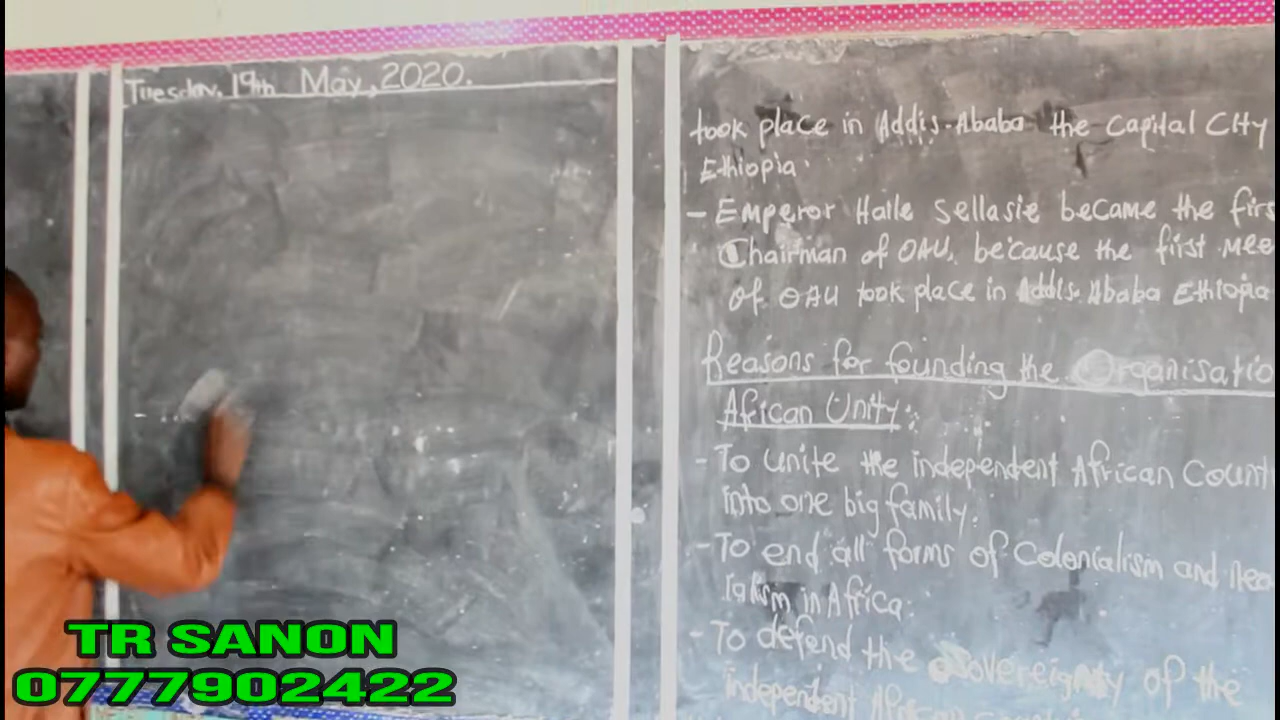 Tuesday, 19th May, 2020.
took place in Addis-Ababa the Capital City
Ethiopia.
- Emperor Haile Sellasie became the firs
Chairman of OAU, because the first mee
of OAU took place in Addis-Ababa Ethiopia
Reasons for founding the Organisatio
African Unity:
- To unite the independent African Count
into one big family.
- To end all forms of Colonialism and neo
lalism in Africa.
- To defend the sovereignty of the
independent African
TR SANON
0777902422